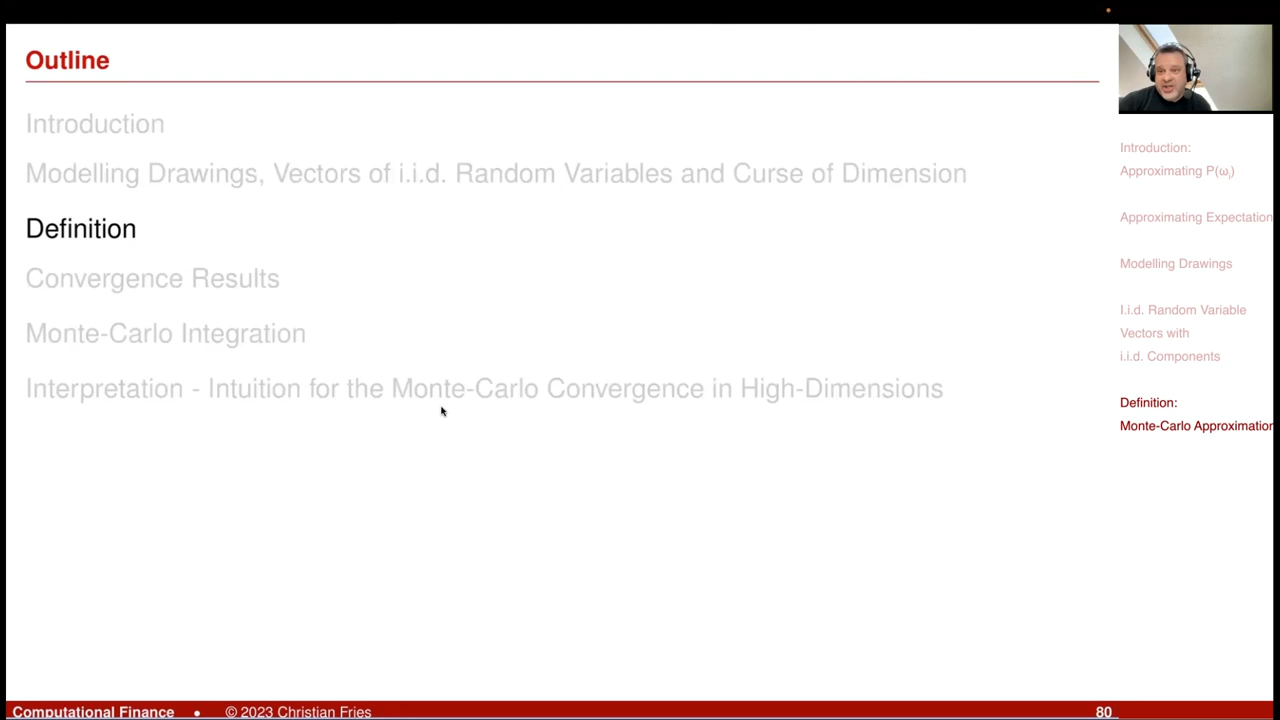 Outline
Introduction
Modelling Drawings, Vectors of i.i.d. Random Variables and Curse of Dimension
Definition
Convergence Results
Monte-Carlo Integration
Interpretation - Intuition for the Monte-Carlo Convergence in High-Dimensions
Introduction:
Approximating P(ωᵢ)
Approximating Expectation
Modelling Drawings
I.i.d. Random Variable
Vectors with
i.i.d. Components
Definition:
Monte-Carlo Approximation
Computational Finance • © 2023 Christian Fries 80